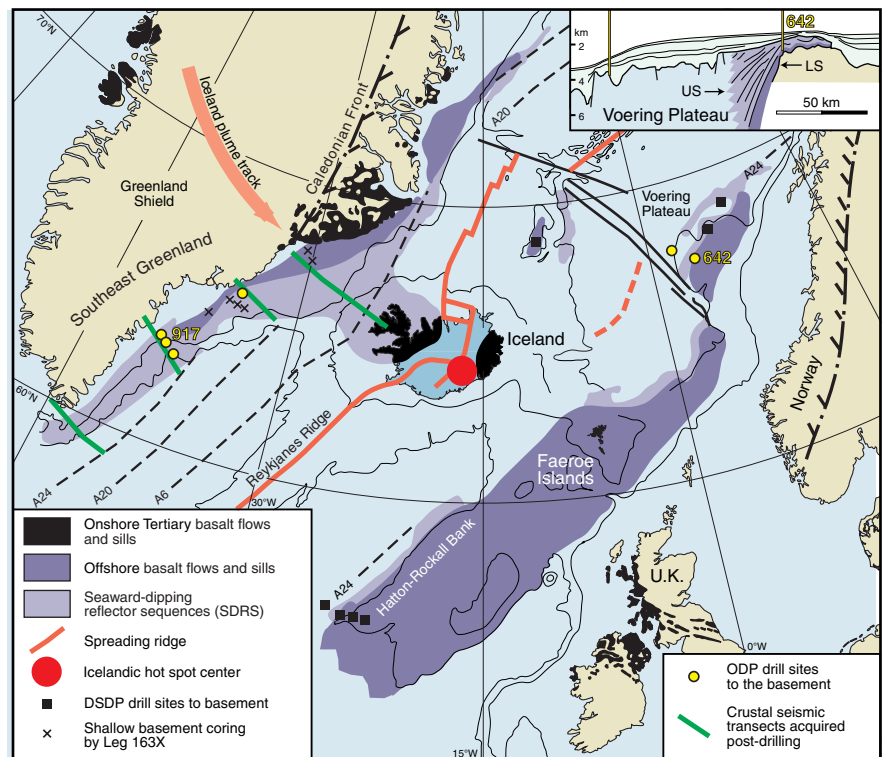 70°N
Iceland plume track
Caledonian Front
Greenland
Shield
Southeast Greenland
917
60°N
A24
A20
A6
Reykjanes Ridge
30°W
Iceland
A20
642
km
2
4
6
US
LS
50 km
Voering Plateau
A24
Voering
Plateau
642
Norway
Faeroe
Islands
Hatton-Rockall Bank
A24
U.K.
0°W
15°W
Onshore Tertiary basalt flows
and sills
Offshore basalt flows and sills
Seaward-dipping
reflector sequences (SDRS)
Spreading ridge
Icelandic hot spot center
DSDP drill sites to basement
Shallow basement coring
by Leg 163X
ODP drill sites
to the basement
Crustal seismic
transects acquired
post-drilling